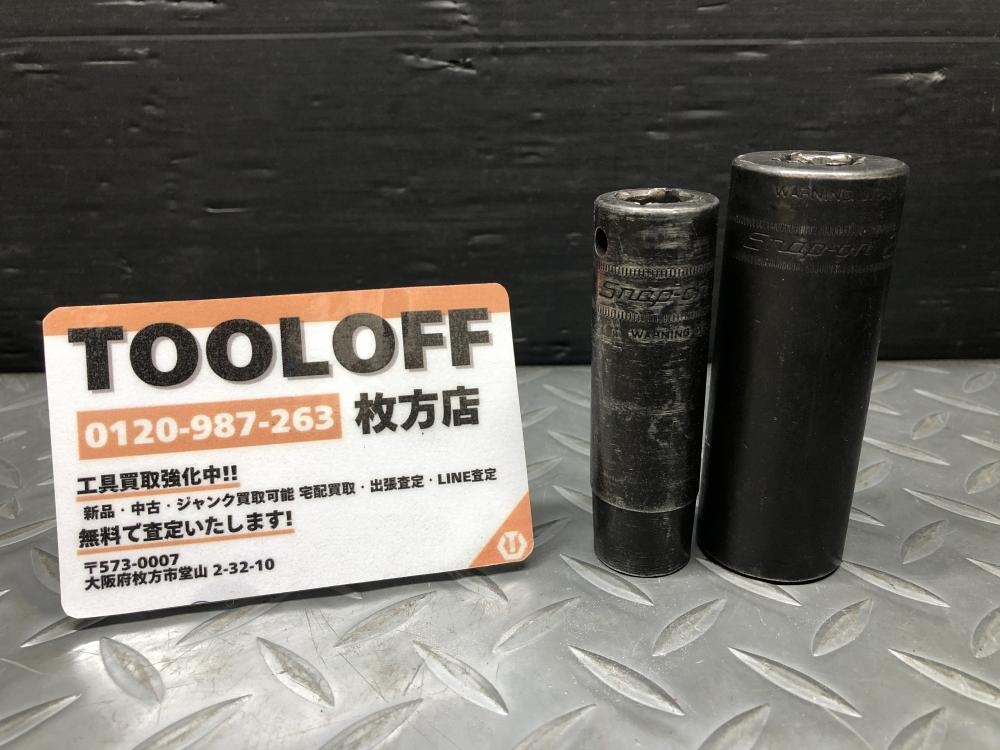 TOOLOFF
0120-987-263 枚方店
工具買取強化中!!
新品・中古・ジャンク買取可能 宅配買取・出張査定・LINE査定
無料で査定いたします!
〒573-0007
大阪府枚方市堂山 2-32-10
Snap-o
WARNING
WARNING
Snap-on